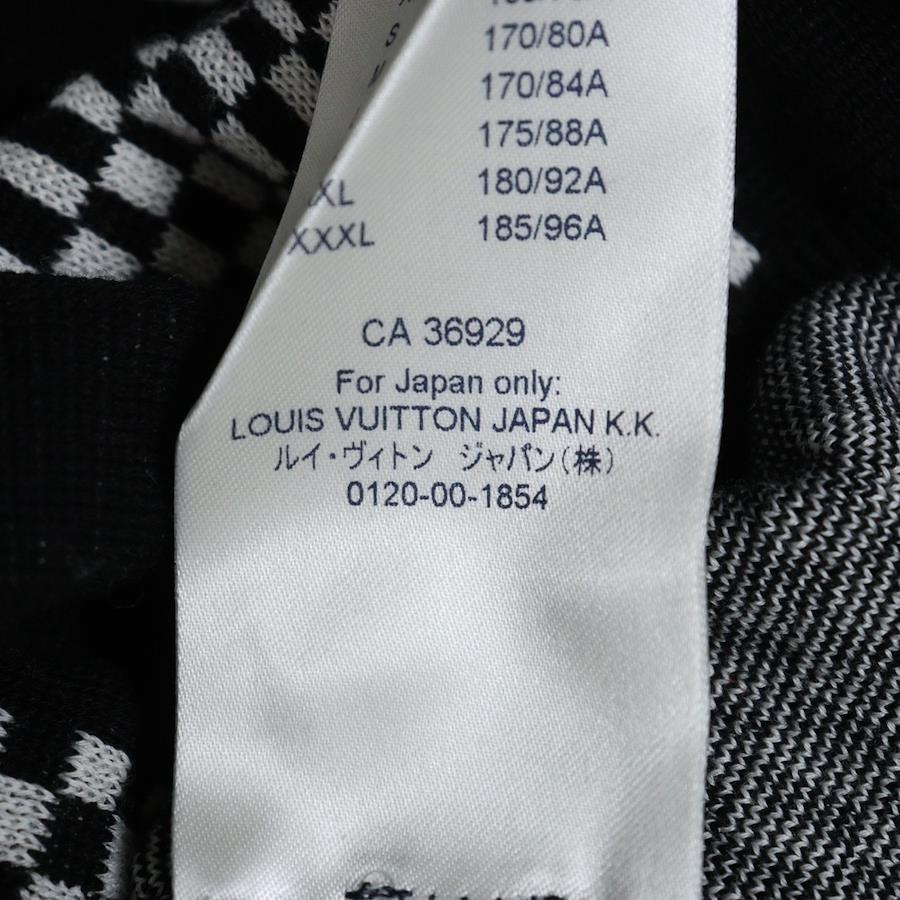 S 170/80A
M 170/84A
175/88A
180/92A
XXXL 185/96A
CA 36929
For Japan only:
LOUIS VUITTON JAPAN K.K.
ルイ・ヴィトン ジャパン(株)
0120-00-1854